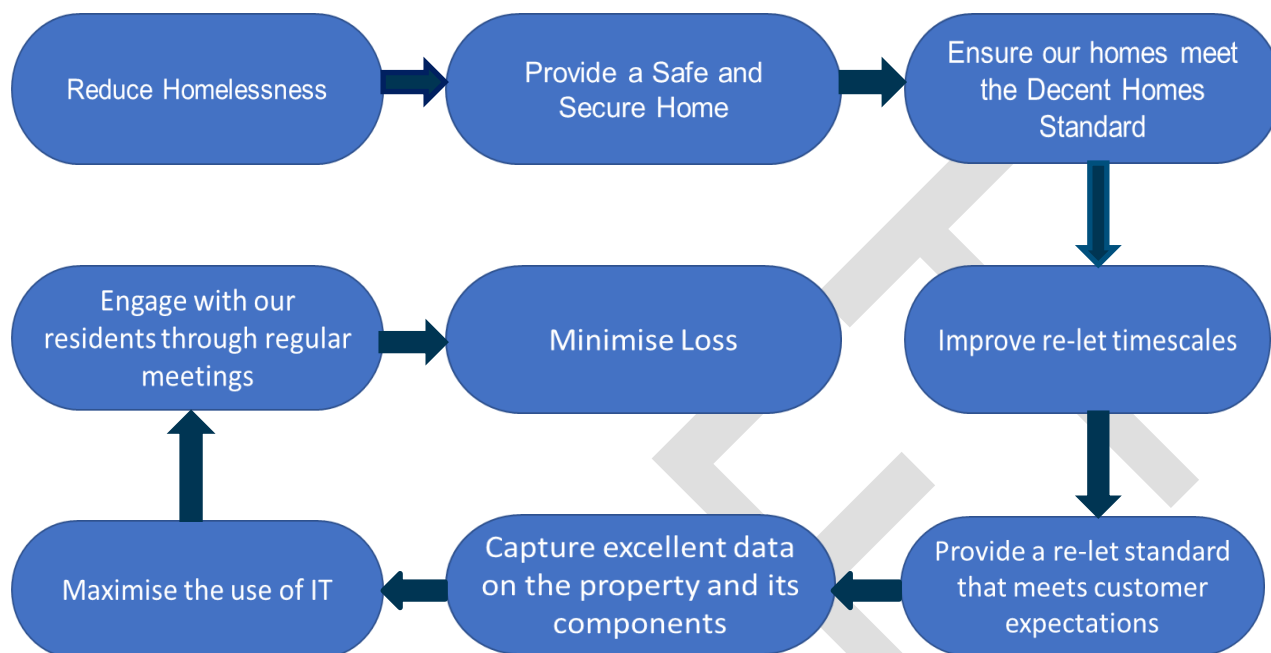 Reduce Homelessness
Provide a Safe and
Secure Home
Ensure our homes meet
the Decent Homes
Standard
Improve re-let timescales
Provide a re-let standard
that meets customer
expectations
Capture excellent data
on the property and its
components
Maximise the use of IT
Engage with our
residents through regular
meetings
Minimise Loss